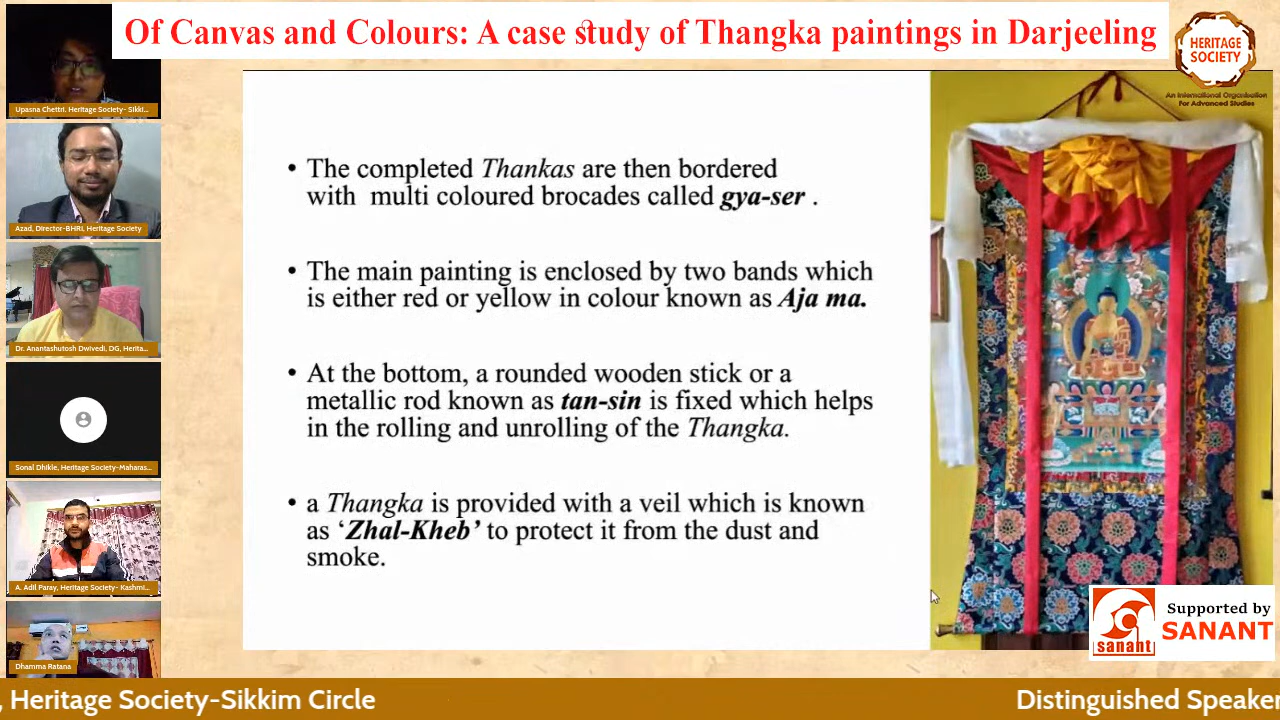 Of Canvas and Colours: A case study of Thangka paintings in Darjeeling
HERITAGE
SOCIETY
An International Organisation
For Advanced Studies
Upasna Chettri. Heritage Society- Sikki...
Azad, Director-BHRI, Heritage Society
Dr. Anantashutosh Dwivedi, DG, Herita...
Sonal Dhikle, Heritage Society-Maharas...
A. Adil Paray, Heritage Society- Kashmi...
Dhamma Ratana
• The completed Thankas are then bordered
with multi coloured brocades called gya-ser .
• The main painting is enclosed by two bands which
is either red or yellow in colour known as Aja ma.
• At the bottom, a rounded wooden stick or a
metallic rod known as tan-sin is fixed which helps
in the rolling and unrolling of the Thangka.
• a Thangka is provided with a veil which is known
as ‘Zhal-Kheb’ to protect it from the dust and
smoke.
sanant
Supported by
SANANT
, Heritage Society-Sikkim Circle
Distinguished Speaker